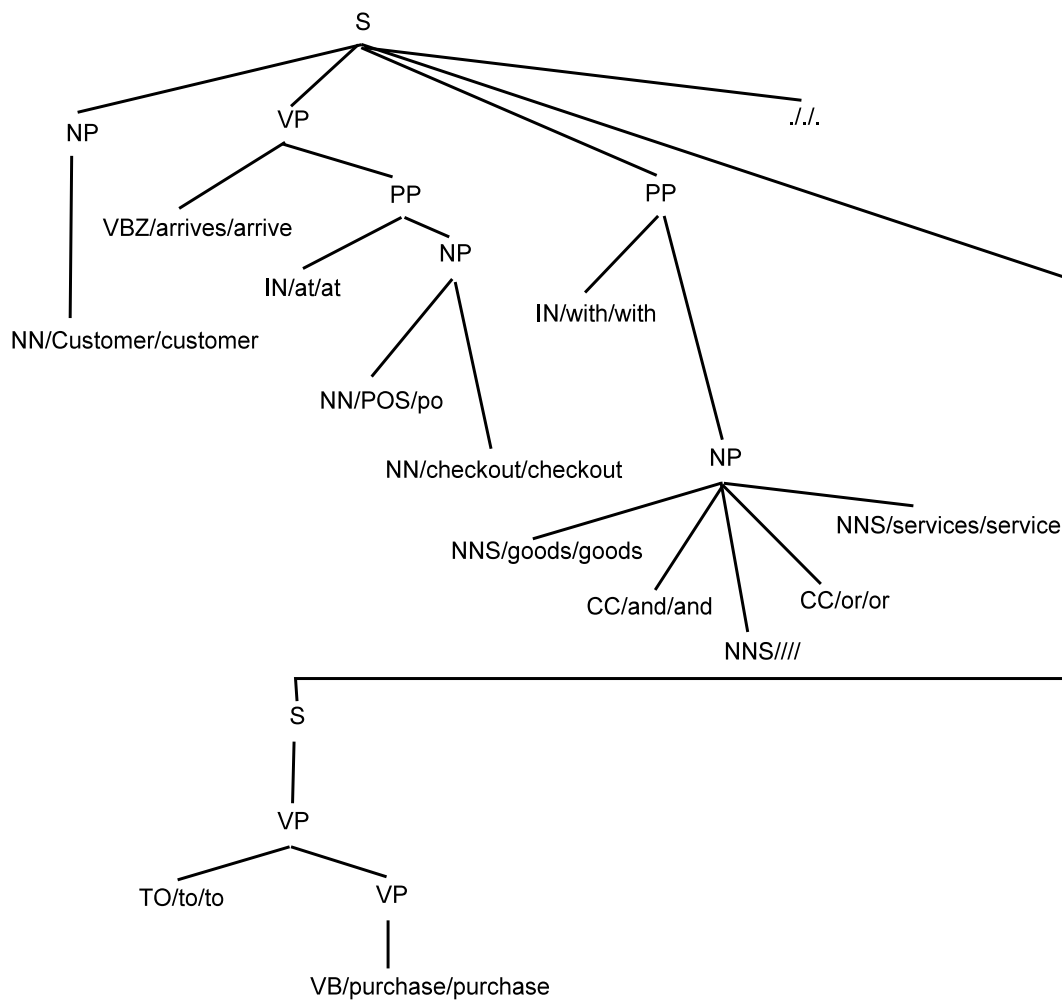 S
NP
VP
././.
VBZ/arrives/arrive
PP
PP
IN/at/at
NP
IN/with/with
NN/Customer/customer
NN/POS/po
NN/checkout/checkout
NP
NNS/goods/goods
NNS/services/service
CC/and/and
CC/or/or
NNS////
S
VP
TO/to/to
VP
VB/purchase/purchase